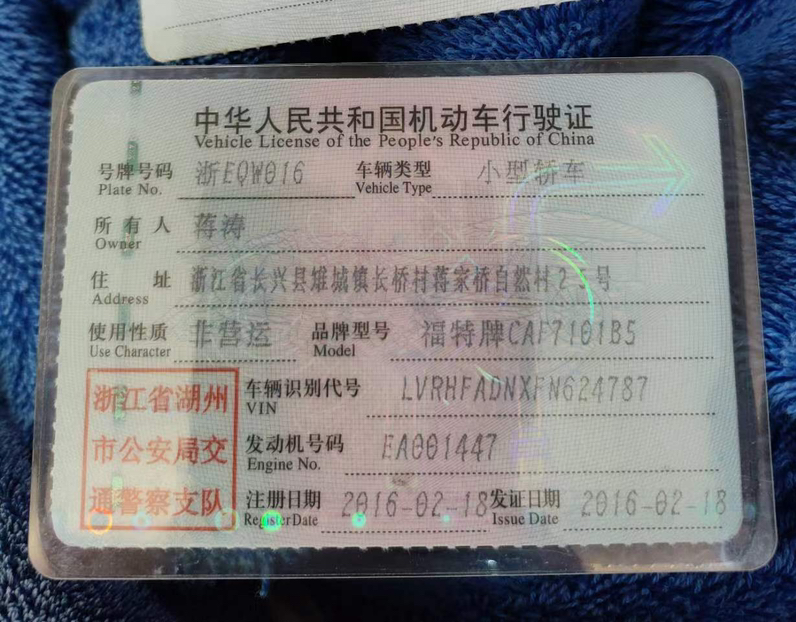 中华人民共和国机动车行驶证
Vehicle License of the People's Republic of China
号牌号码 浙EQW016 车辆类型 小型轿车
Plate No. Vehicle Type
所有人 蒋涛
Owner
住址 浙江省长兴县雉城镇长桥村蒋家桥自然村2 号
Address
使用性质 非营运 品牌型号 福特牌CAF7101B5
Use Character Model
浙江省湖州 车辆识别代号 LVRHFADNXFN624787
VIN
市公安局交 发动机号码 EA001447
Engine No.
通警察支队 注册日期 2016-02-18 发证日期 2016-02-18
Register Date Issue Date